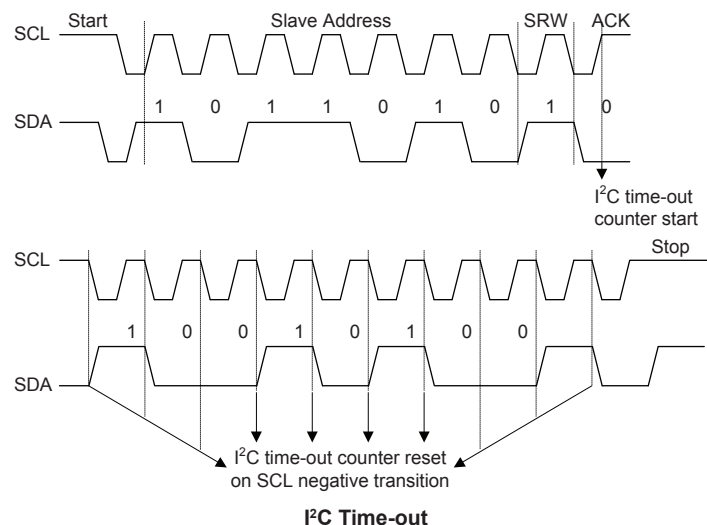 Start Slave Address SRW ACK
SCL
1 0 1 1 0 1 0 1 0
SDA
I²C time-out
counter start
Stop
SCL
1 0 0 1 0 1 0 0
SDA
I²C time-out counter reset
on SCL negative transition
I²C Time-out